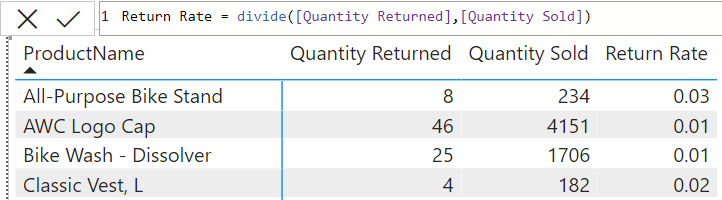 1 Return Rate = divide([Quantity Returned],[Quantity Sold])
ProductName Quantity Returned Quantity Sold Return Rate
All-Purpose Bike Stand 8 234 0.03
AWC Logo Cap 46 4151 0.01
Bike Wash - Dissolver 25 1706 0.01
Classic Vest, L 4 182 0.02